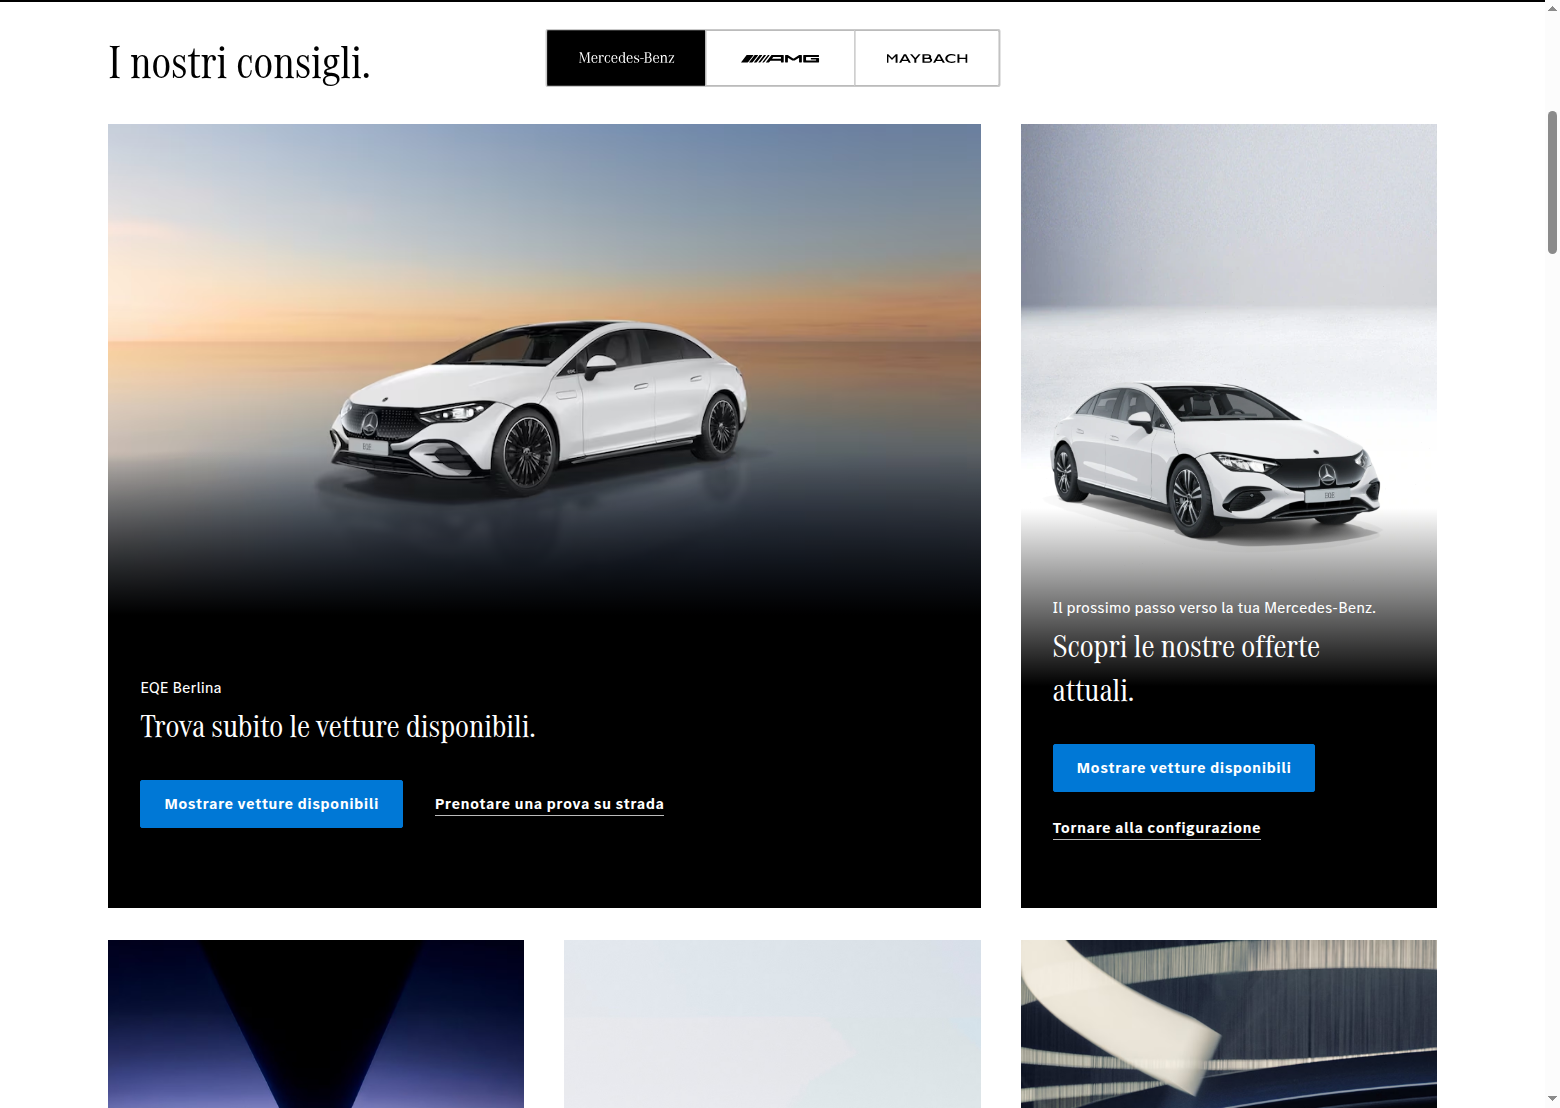 I nostri consigli.
Mercedes-Benz
AMG
MAYBACH
EQE Berlina
Trova subito le vetture disponibili.
Mostrare vetture disponibili
Prenotare una prova su strada
EQE
Il prossimo passo verso la tua Mercedes-Benz.
Scopri le nostre offerte
attuali.
Mostrare vetture disponibili
Tornare alla configurazione